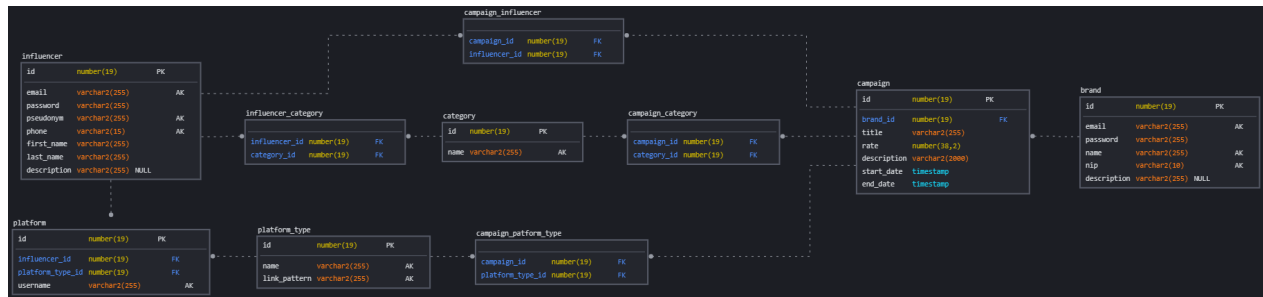 campaign_influencer
campaign_id number(19) FK
influencer_id number(19) FK
influencer
id number(19) PK
email varchar2(255) AK
password varchar2(255)
pseudonym varchar2(255) AK
phone varchar2(15) AK
first_name varchar2(255)
last_name varchar2(255)
description varchar2(255) NULL
influencer_category
influencer_id number(19) FK
category_id number(19) FK
category
id number(19) PK
name varchar2(255) AK
campaign_category
campaign_id number(19) FK
category_id number(19) FK
campaign
id number(19) PK
brand_id number(19) FK
title varchar2(255)
rate number(38,2)
description varchar2(2000)
start_date timestamp
end_date timestamp
brand
id number(19) PK
email varchar2(255) AK
password varchar2(255)
name varchar2(255) AK
nip varchar2(10) AK
description varchar2(255) NULL
platform
id number(19) PK
influencer_id number(19) FK
platform_type_id number(19) FK
username varchar2(255) AK
platform_type
id number(19) PK
name varchar2(255) AK
link_pattern varchar2(255) AK
campaign_patform_type
campaign_id number(19) FK
platform_type_id number(19) FK